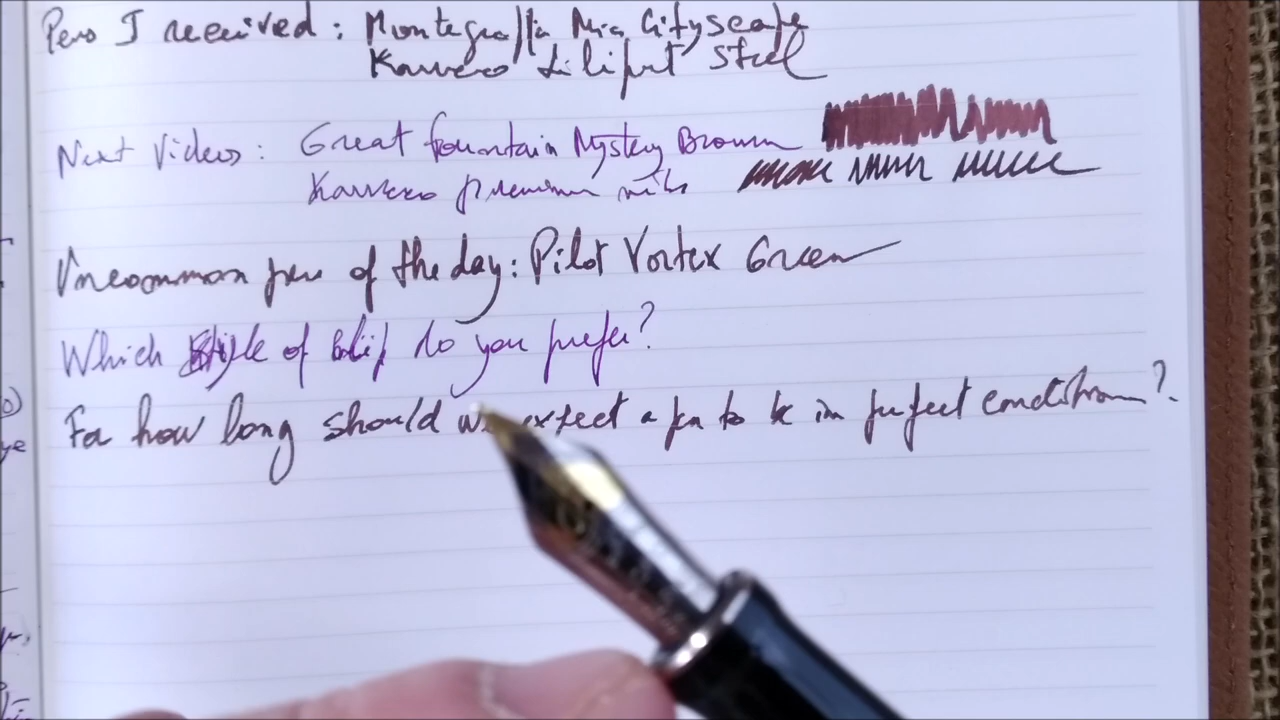 Pens I received : Montegrappa Mia Cityscape
Kaweco Liliput Steel
Next Videos : Great fountain Mystery Brown
Kaweco premium nibs
Uncommon pen of the day : Pilot Vortex Green
Which style of clip do you prefer?
For how long should we expect a pen to be in perfect condition?